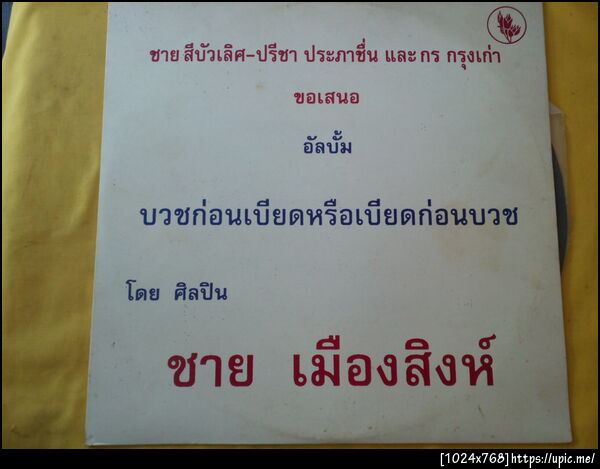 ชาย สีบัวเลิศ-ปรีชา ประภาชื่น และ กร กรุงเก่า
ขอเสนอ
อัลบั้ม
บวชก่อนเบียดหรือเบียดก่อนบวช
โดย ศิลปิน
ชาย เมืองสิงห์
[1024x768]https://upic.me/